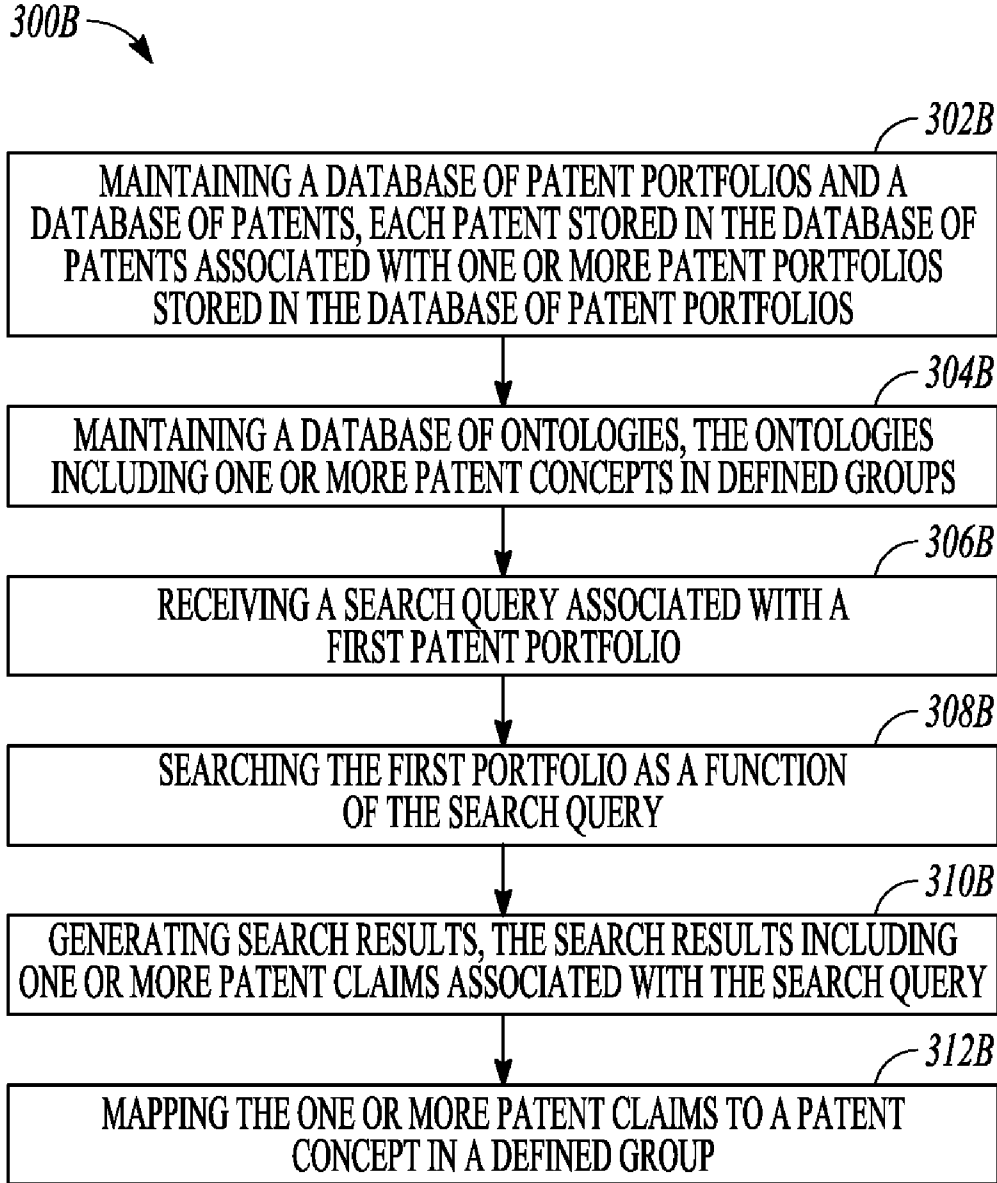 300B
302B
MAINTAINING A DATABASE OF PATENT PORTFOLIOS AND A
DATABASE OF PATENTS, EACH PATENT STORED IN THE DATABASE OF
PATENTS ASSOCIATED WITH ONE OR MORE PATENT PORTFOLIOS
STORED IN THE DATABASE OF PATENT PORTFOLIOS
304B
MAINTAINING A DATABASE OF ONTOLOGIES, THE ONTOLOGIES
INCLUDING ONE OR MORE PATENT CONCEPTS IN DEFINED GROUPS
306B
RECEIVING A SEARCH QUERY ASSOCIATED WITH A
FIRST PATENT PORTFOLIO
308B
SEARCHING THE FIRST PORTFOLIO AS A FUNCTION
OF THE SEARCH QUERY
310B
GENERATING SEARCH RESULTS, THE SEARCH RESULTS INCLUDING
ONE OR MORE PATENT CLAIMS ASSOCIATED WITH THE SEARCH QUERY
312B
MAPPING THE ONE OR MORE PATENT CLAIMS TO A PATENT
CONCEPT IN A DEFINED GROUP